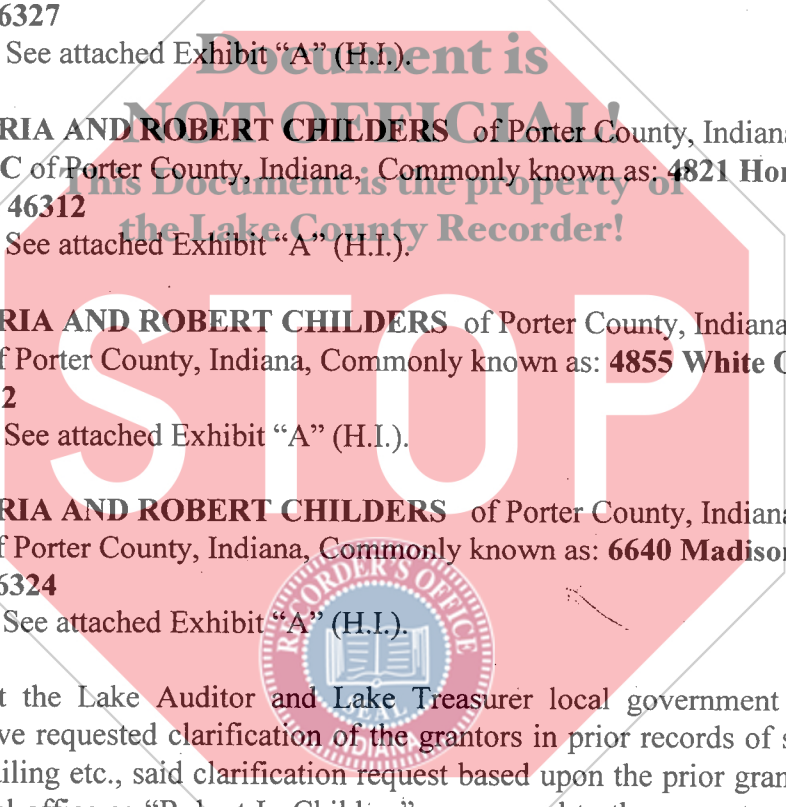 6327
See attached Exhibit “A” (H.I.).
Document is
NOT OFFICIAL!
RIA AND ROBERT CHILDERS of Porter County, Indiana
This Document is the property of
C of Porter County, Indiana, Commonly known as: 4821 Hor
46312
the Lake County Recorder!
See attached Exhibit “A” (H.I.).
STOP
RIA AND ROBERT CHILDERS of Porter County, Indiana
f Porter County, Indiana, Commonly known as: 4855 White
2
See attached Exhibit “A” (H.I.).
RIA AND ROBERT CHILDERS of Porter County, Indiana
f Porter County, Indiana, Commonly known as: 6640 Madison
6324
See attached Exhibit “A” (H.I.).
RECORDER'S OFFICE
SEAL
INDIANA
t the Lake Auditor and Lake Treasurer local government
ve requested clarification of the grantors in prior records of s
iling etc., said clarification request based upon the prior gran